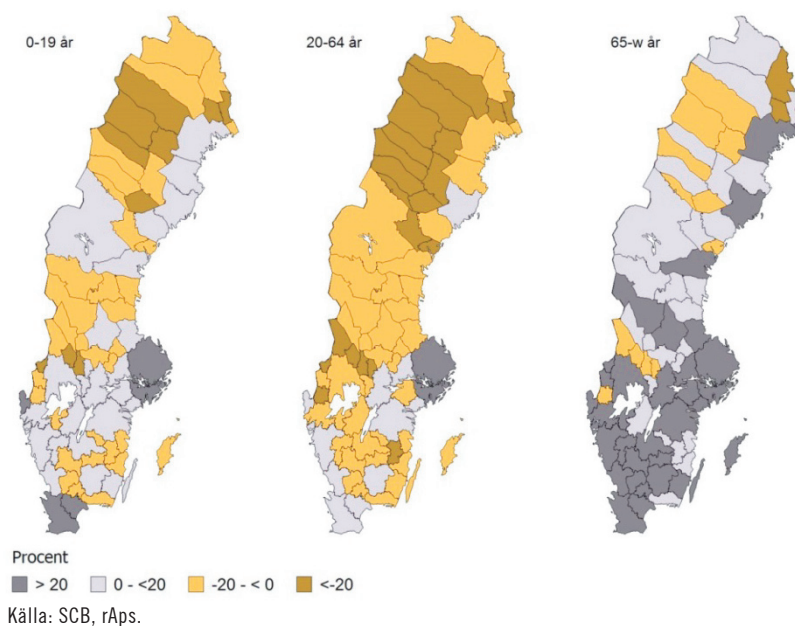 0-19 år
20-64 år
65-w år
Procent
> 20
0 - <20
-20 - < 0
<-20
Källa: SCB, rAps.